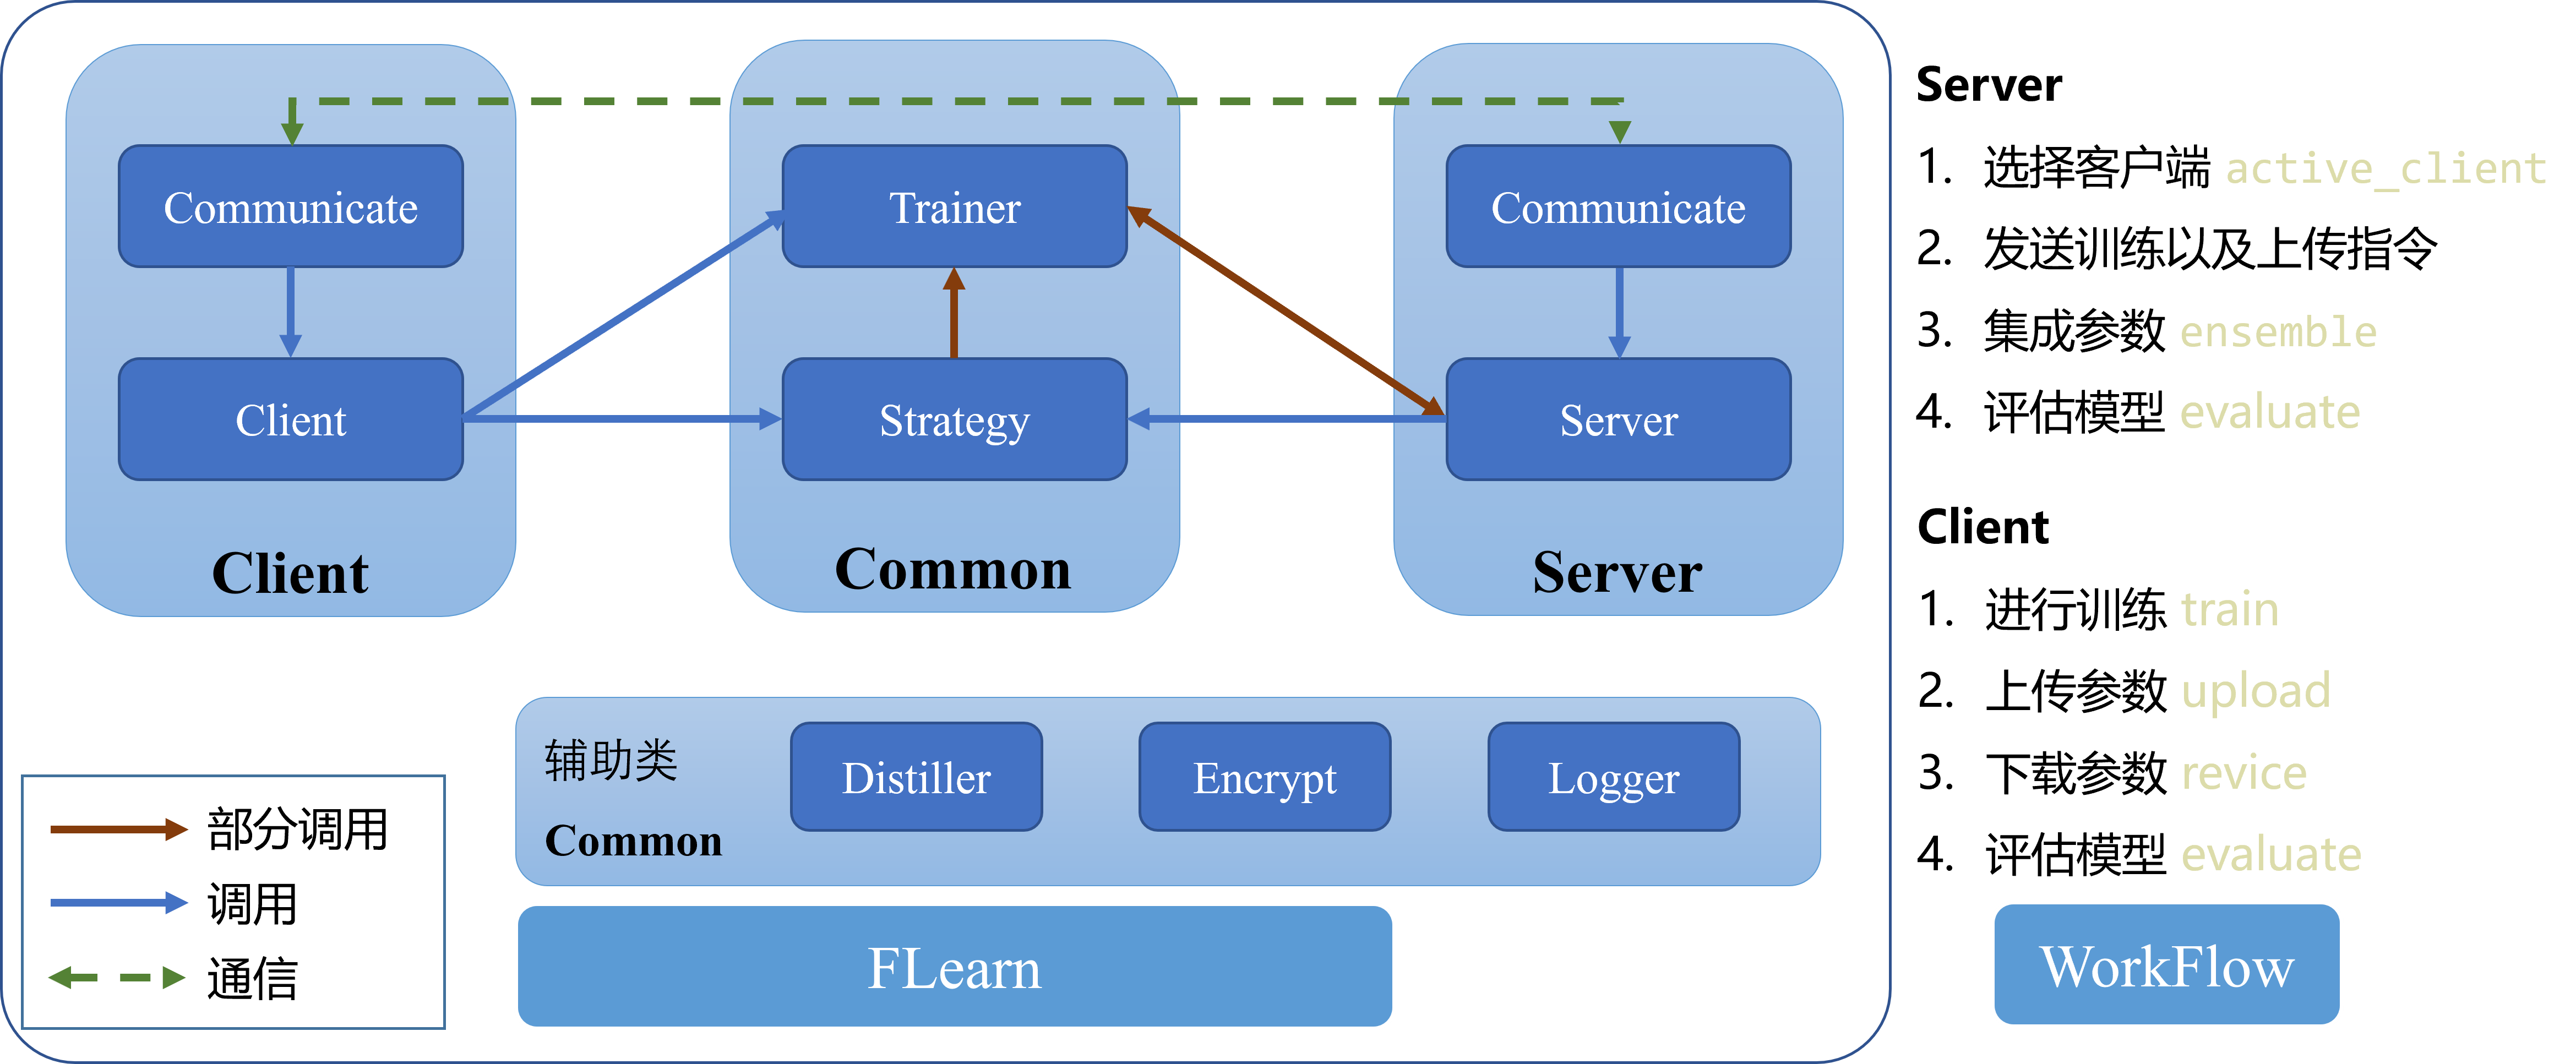 Communicate
Client
Client
Trainer
Strategy
Common
Communicate
Server
Server
辅助类
Common
Distiller
Encrypt
Logger
部分调用
调用
通信
FLearn
Server
1. 选择客户端 active_client
2. 发送训练以及上传指令
3. 集成参数 ensemble
4. 评估模型 evaluate
Client
1. 进行训练 train
2. 上传参数 upload
3. 下载参数 revice
4. 评估模型 evaluate
WorkFlow